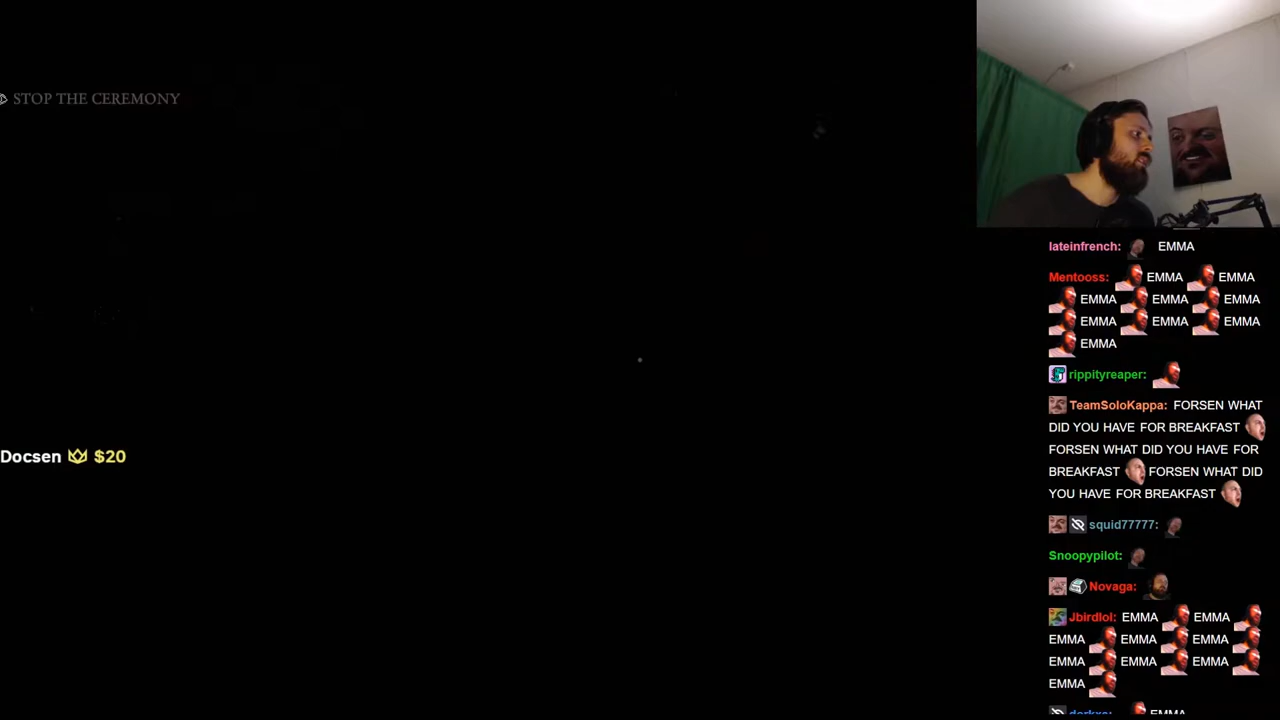 STOP THE CEREMONY
Docsen $20
lateinfrench: EMMA
Mentooss: EMMA EMMA
EMMA EMMA EMMA
EMMA EMMA EMMA
EMMA
rippityreaper:
TeamSoloKappa: FORSEN WHAT
DID YOU HAVE FOR BREAKFAST
FORSEN WHAT DID YOU HAVE FOR
BREAKFAST FORSEN WHAT DID
YOU HAVE FOR BREAKFAST
squid77777:
Snoopypilot:
Novaga:
Jbirdlol: EMMA EMMA
EMMA EMMA EMMA
EMMA EMMA EMMA
EMMA
EMMA